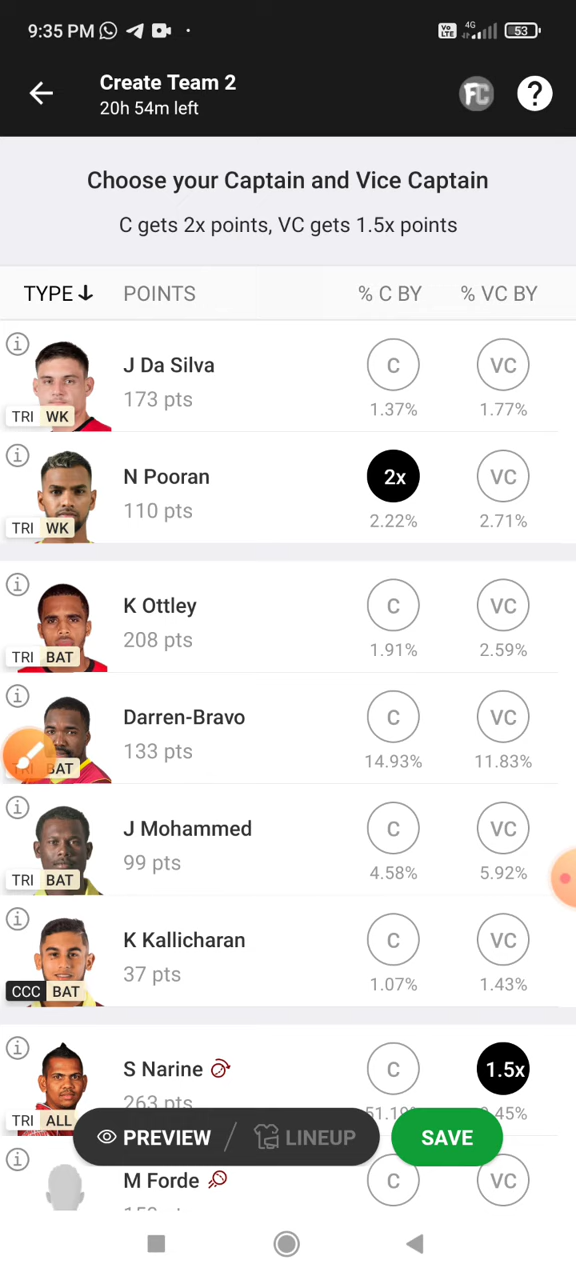 9:35 PM
Vo LTE 4G 53
Create Team 2
20h 54m left
FC ?
Choose your Captain and Vice Captain
C gets 2x points, VC gets 1.5x points
TYPE POINTS % C BY % VC BY
J Da Silva C VC
173 pts 1.37% 1.77%
TRI WK
N Pooran 2x VC
110 pts 2.22% 2.71%
TRI WK
K Ottley C VC
208 pts 1.91% 2.59%
TRI BAT
Darren-Bravo C VC
133 pts 14.93% 11.83%
BAT
J Mohammed C VC
99 pts 4.58% 5.92%
TRI BAT
K Kallicharan C VC
37 pts 1.07% 1.43%
CCC BAT
S Narine C 1.5x
263 pts
TRI ALL
PREVIEW LINEUP SAVE
M Forde C VC